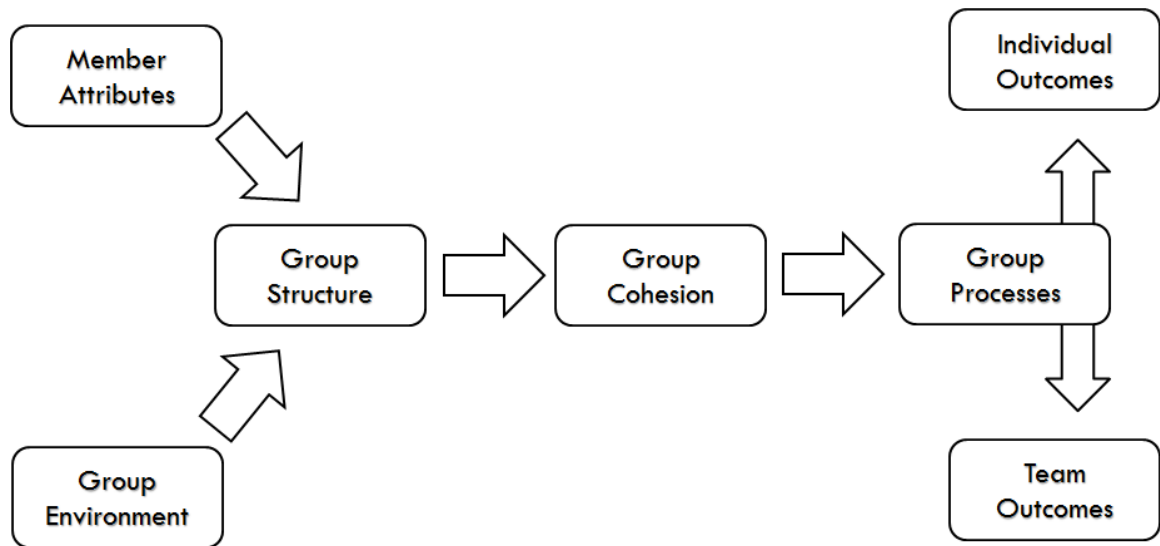 Member
Attributes
Individual
Outcomes
Group
Structure
Group
Cohesion
Group
Processes
Group
Environment
Team
Outcomes